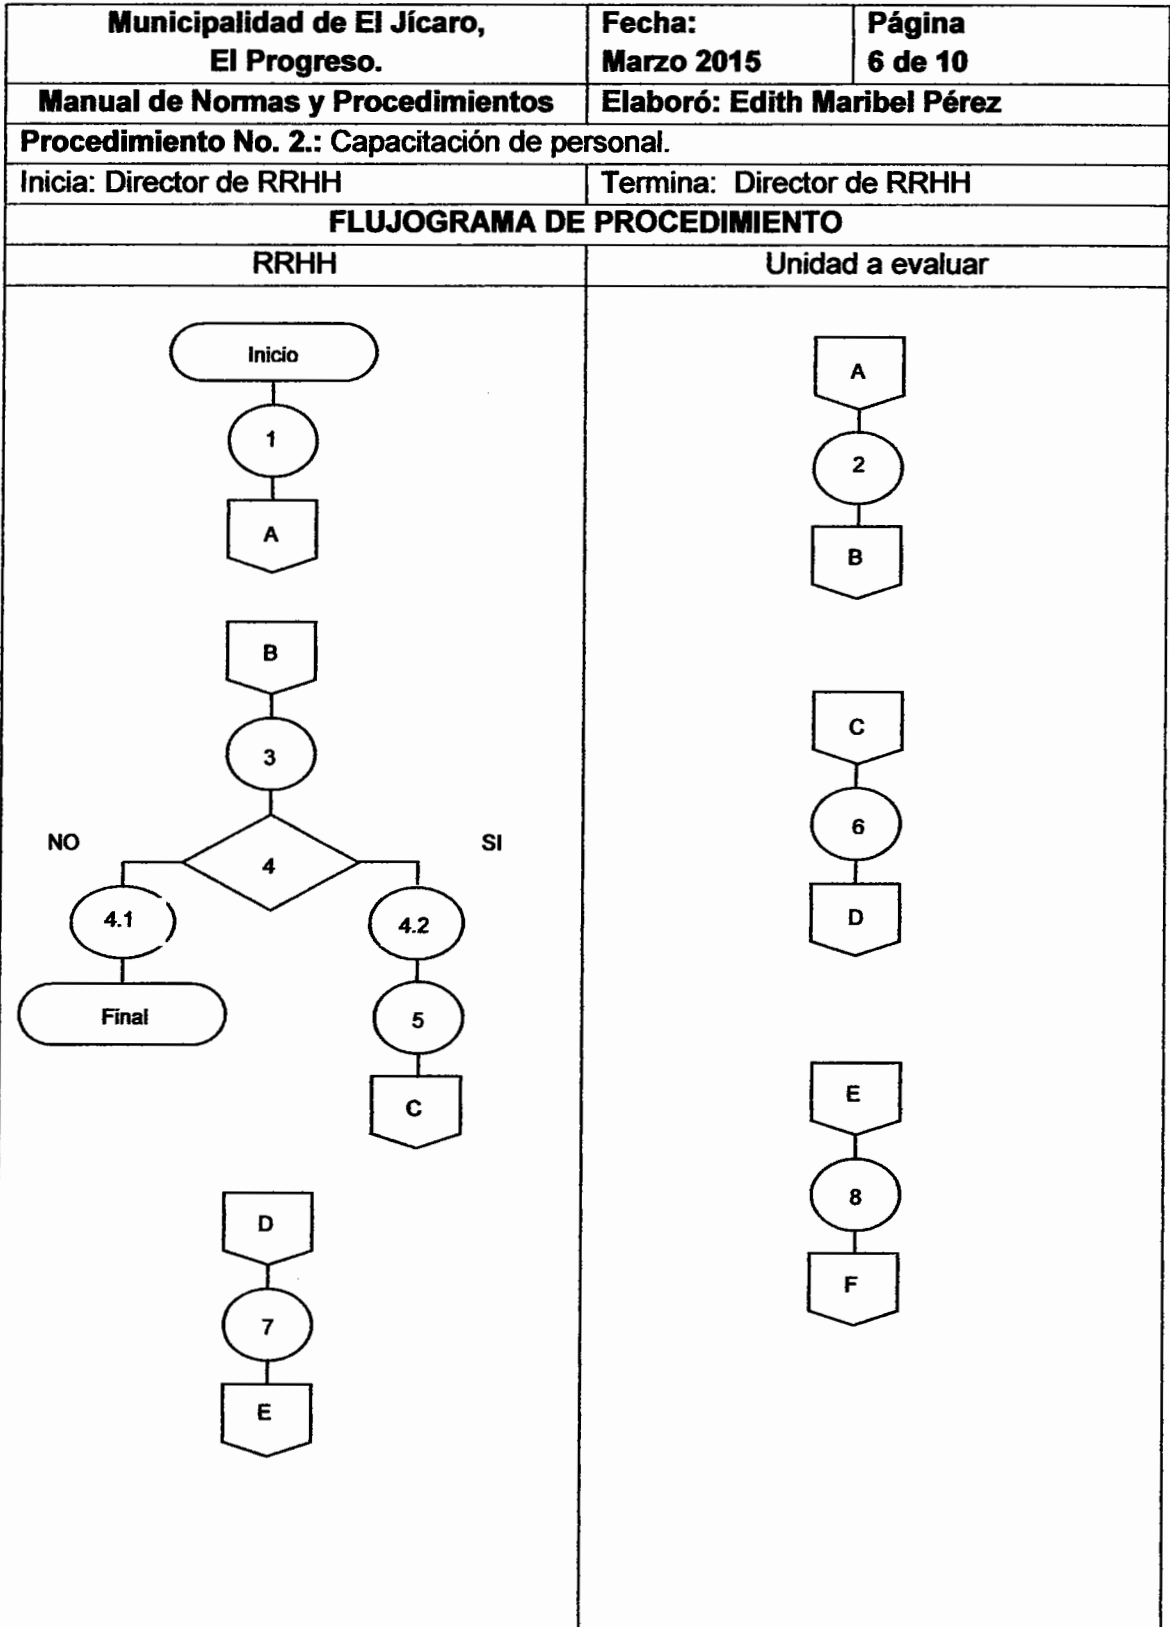 Municipalidad de El Jícaro,
El Progreso.
Fecha:
Marzo 2015
Página
6 de 10
Manual de Normas y Procedimientos
Elaboró: Edith Maribel Pérez
Procedimiento No. 2.: Capacitación de personal.
Inicia: Director de RRHH
Termina: Director de RRHH
FLUJOGRAMA DE PROCEDIMIENTO
RRHH
Unidad a evaluar
Inicio
1
A
B
3
NO
4
SI
4.1
4.2
Final
5
C
D
7
E
A
2
B
C
6
D
E
8
F